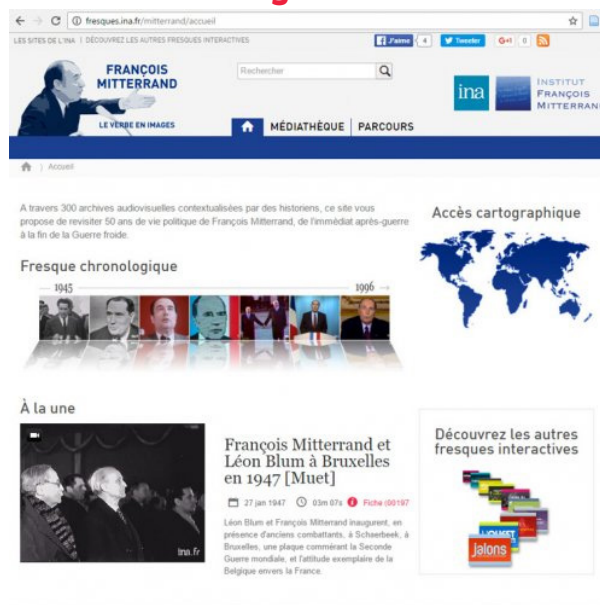 fresques.ina.fr/mitterrand/accueil
LES SITES DE L'INA | DÉCOUVREZ LES AUTRES FRESQUES INTERACTIVES
J'aime 4 Tweeter G+1 0
FRANÇOIS
MITTERRAND
LE VERBE EN IMAGES
Rechercher
ina
INSTITUT
FRANÇOIS
MITTERRAND
MÉDIATHÈQUE PARCOURS
Accueil
A travers 300 archives audiovisuelles contextualisées par des historiens, ce site vous
propose de revisiter 50 ans de vie politique de François Mitterrand, de l'immédiat après-guerre
à la fin de la Guerre froide.
Accès cartographique
Fresque chronologique
1945 1996
À la une
ina.fr
François Mitterrand et
Léon Blum à Bruxelles
en 1947 [Muet]
27 jan 1947 03m 07s Fiche (00197
Léon Blum et François Mitterrand inaugurent, en
présence d'anciens combattants, à Schaerbeek, à
Bruxelles, une plaque commérant la Seconde
Guerre mondiale, et l'attitude exemplaire de la
Belgique envers la France.
Découvrez les autres
fresques interactives
jalons